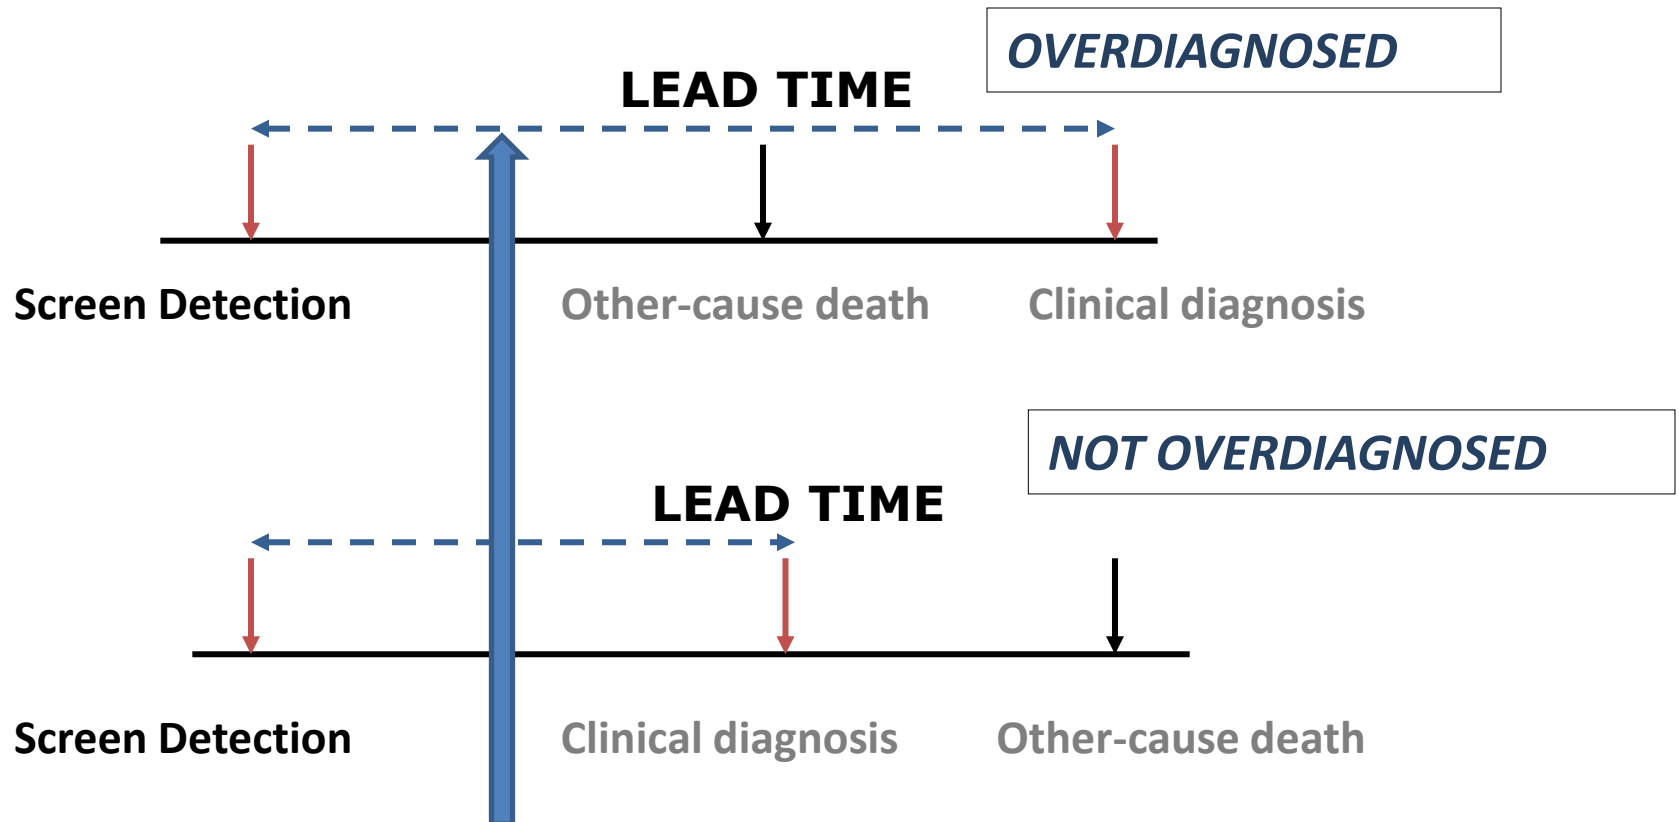 OVERDIAGNOSED
LEAD TIME
Screen Detection
Other-cause death
Clinical diagnosis
NOT OVERDIAGNOSED
LEAD TIME
Screen Detection
Clinical diagnosis
Other-cause death